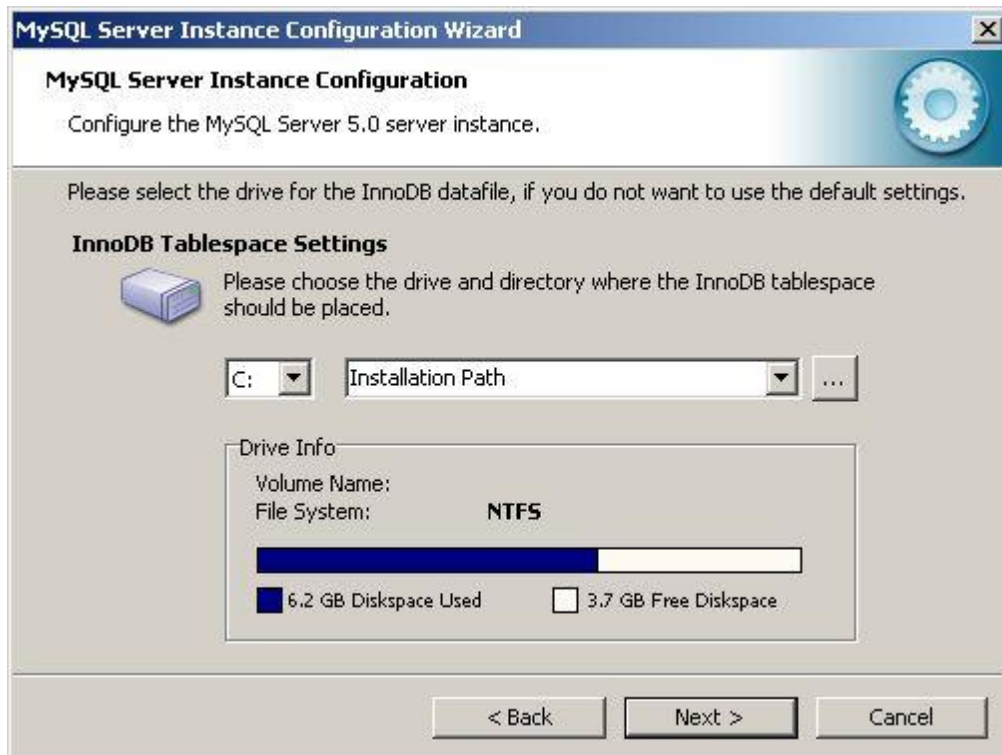 MySQL Server Instance Configuration Wizard
MySQL Server Instance Configuration
Configure the MySQL Server 5.0 server instance.
Please select the drive for the InnoDB datafile, if you do not want to use the default settings.
InnoDB Tablespace Settings
Please choose the drive and directory where the InnoDB tablespace
should be placed.
C: Installation Path ...
Drive Info
Volume Name:
File System: NTFS
6.2 GB Diskspace Used 3.7 GB Free Diskspace
< Back Next > Cancel